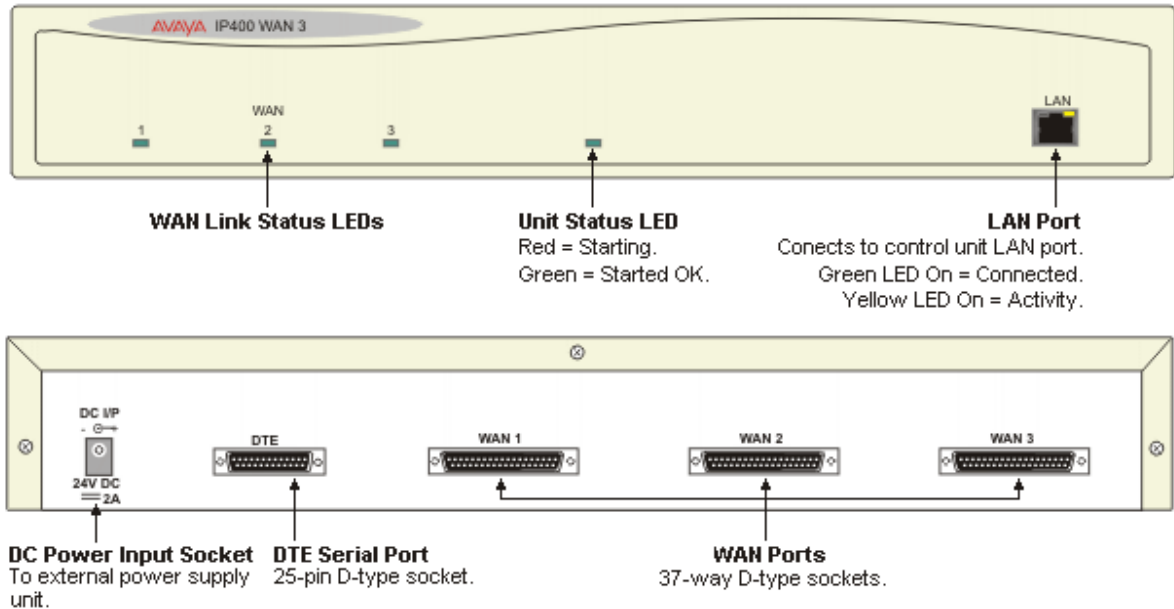 AVAYA IP400 WAN 3
WAN
1 2 3
LAN
WAN Link Status LEDs
Unit Status LED
Red = Starting.
Green = Started OK.
LAN Port
Conects to control unit LAN port.
Green LED On = Connected.
Yellow LED On = Activity.
DC I/P
- +
24V DC
2A
DTE
WAN 1
WAN 2
WAN 3
DC Power Input Socket
To external power supply
unit.
DTE Serial Port
25-pin D-type socket.
WAN Ports
37-way D-type sockets.